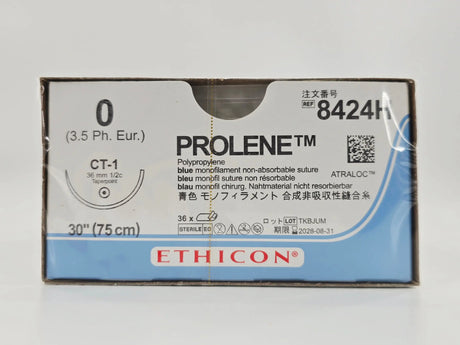 0
(3.5 Ph. Eur.)
CT-1
36 mm 1/2c
Taperpoint
30" (75 cm)
注文番号
REF 8424H
PROLENE™
Polypropylene
blue monofilament non-absorbable suture
bleu monofil suture non résorbable
blau monofil chirurg. Nahtmaterial nicht resorbierbar
青色 モノフィラメント 合成非吸収性縫合糸
ATRALOC™
36 x
STERILE EO
ロット LOT TKBJUM
期限 2028-08-31
ETHICON®